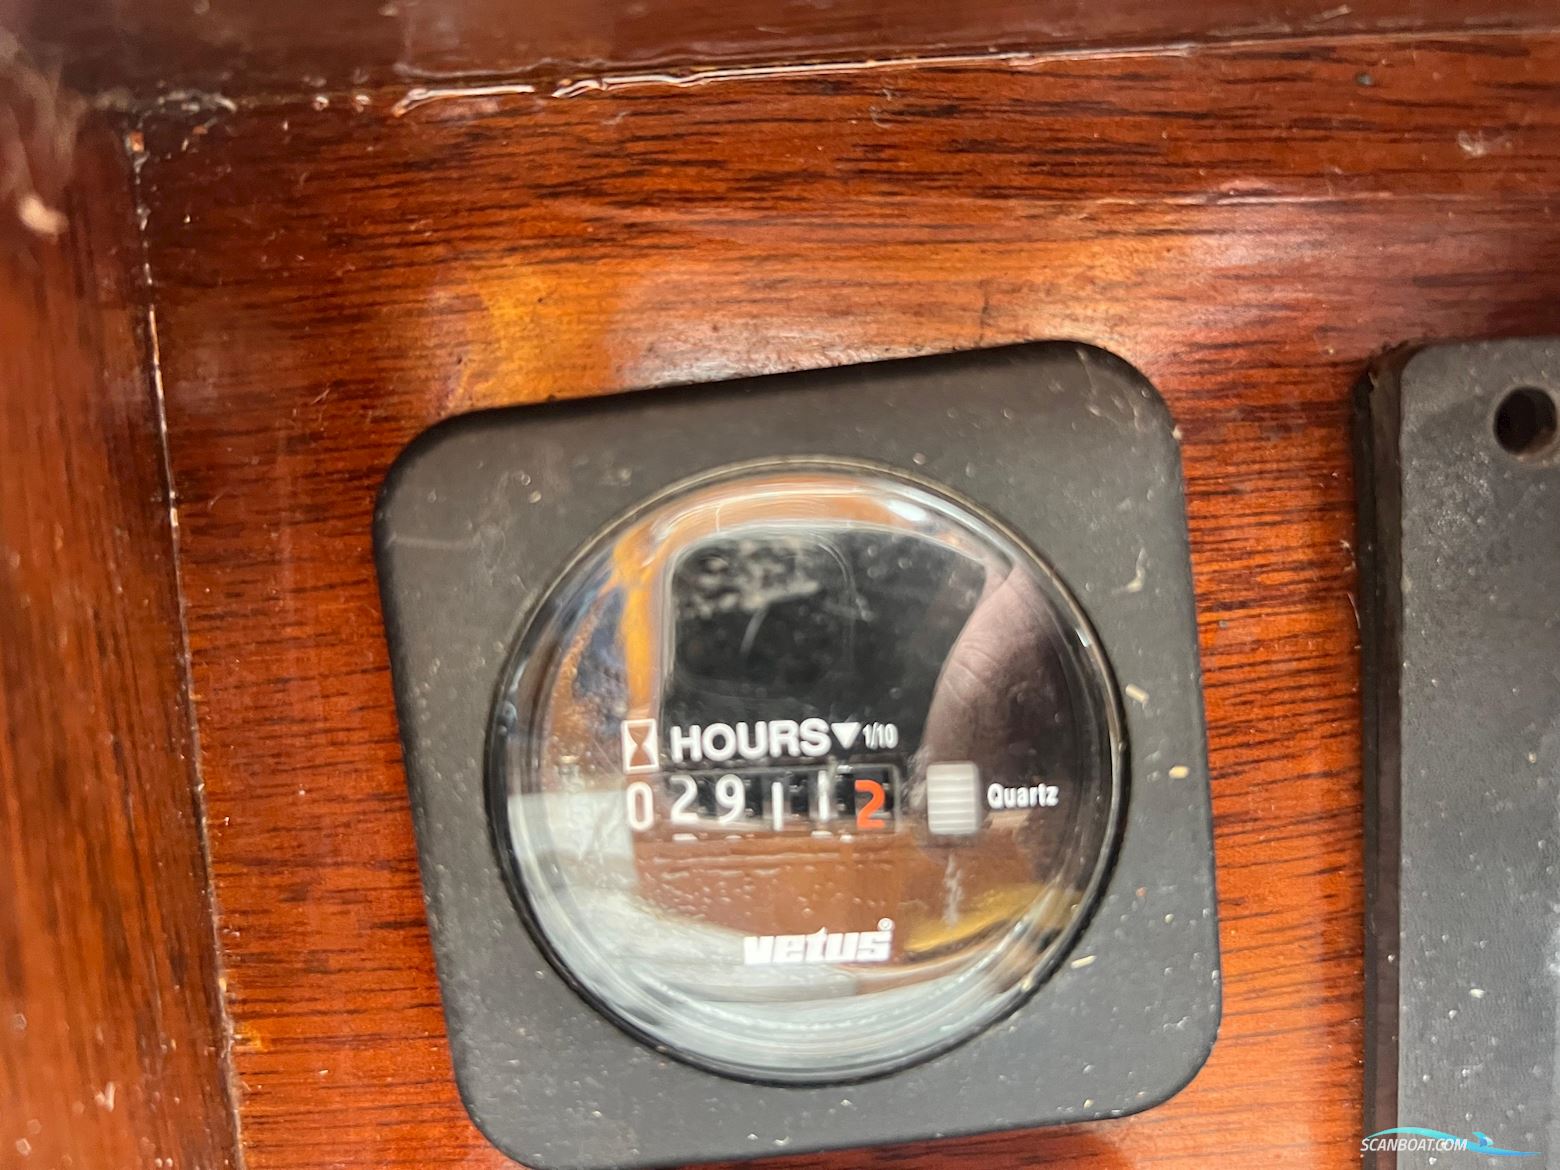 HOURS▼1/10
029112
Quartz
vetus®
SCANBOAT.COM